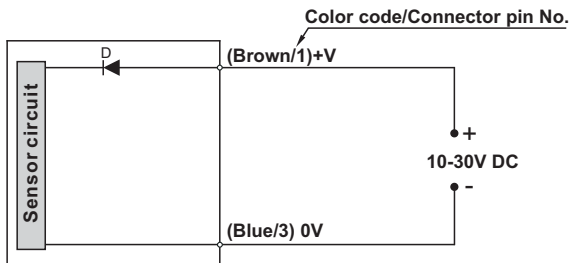 Color code/Connector pin No.
D
(Brown/1)+V
Sensor circuit
+
10-30V DC
-
(Blue/3) 0V